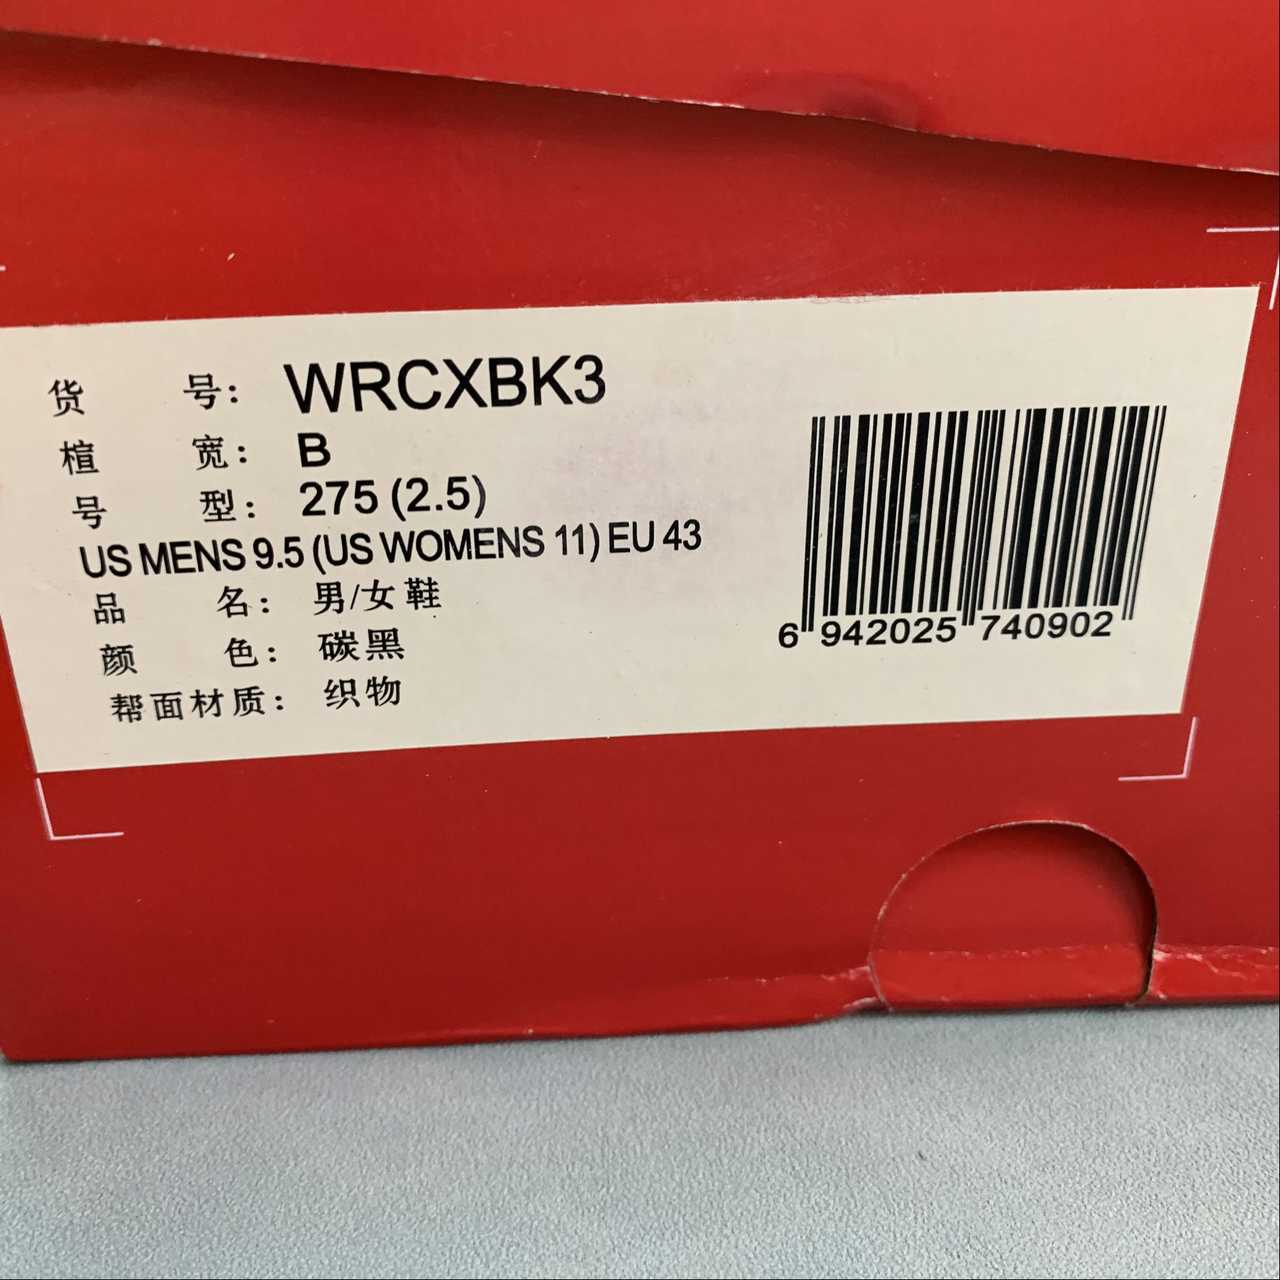 货 号: WRCXBK3
楦 宽: B
号 型: 275 (2.5)
US MENS 9.5 (US WOMENS 11) EU 43
品 名: 男/女鞋
颜 色: 碳黑
帮面材质: 织物
6 942025 740902